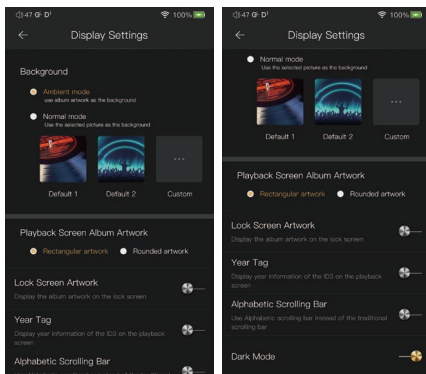 47 G D¹
100%
Display Settings
Background
Ambient mode
use album artwork as the background
Normal mode
Use the selected picture as the background
Default 1
Default 2
Custom
Playback Screen Album Artwork
Rectangular artwork
Rounded artwork
Lock Screen Artwork
Display the album artwork on the lock screen
Year Tag
Display year information of the ID3 on the playback
screen
Alphabetic Scrolling Bar
47 G D¹
100%
Display Settings
Normal mode
Use the selected picture as the background
Default 1
Default 2
Custom
Playback Screen Album Artwork
Rectangular artwork
Rounded artwork
Lock Screen Artwork
Display the album artwork on the lock screen
Year Tag
Display year information of the ID3 on the playback
screen
Alphabetic Scrolling Bar
Use Alphabetic scrolling bar instead of the traditional
scrolling bar
Dark Mode